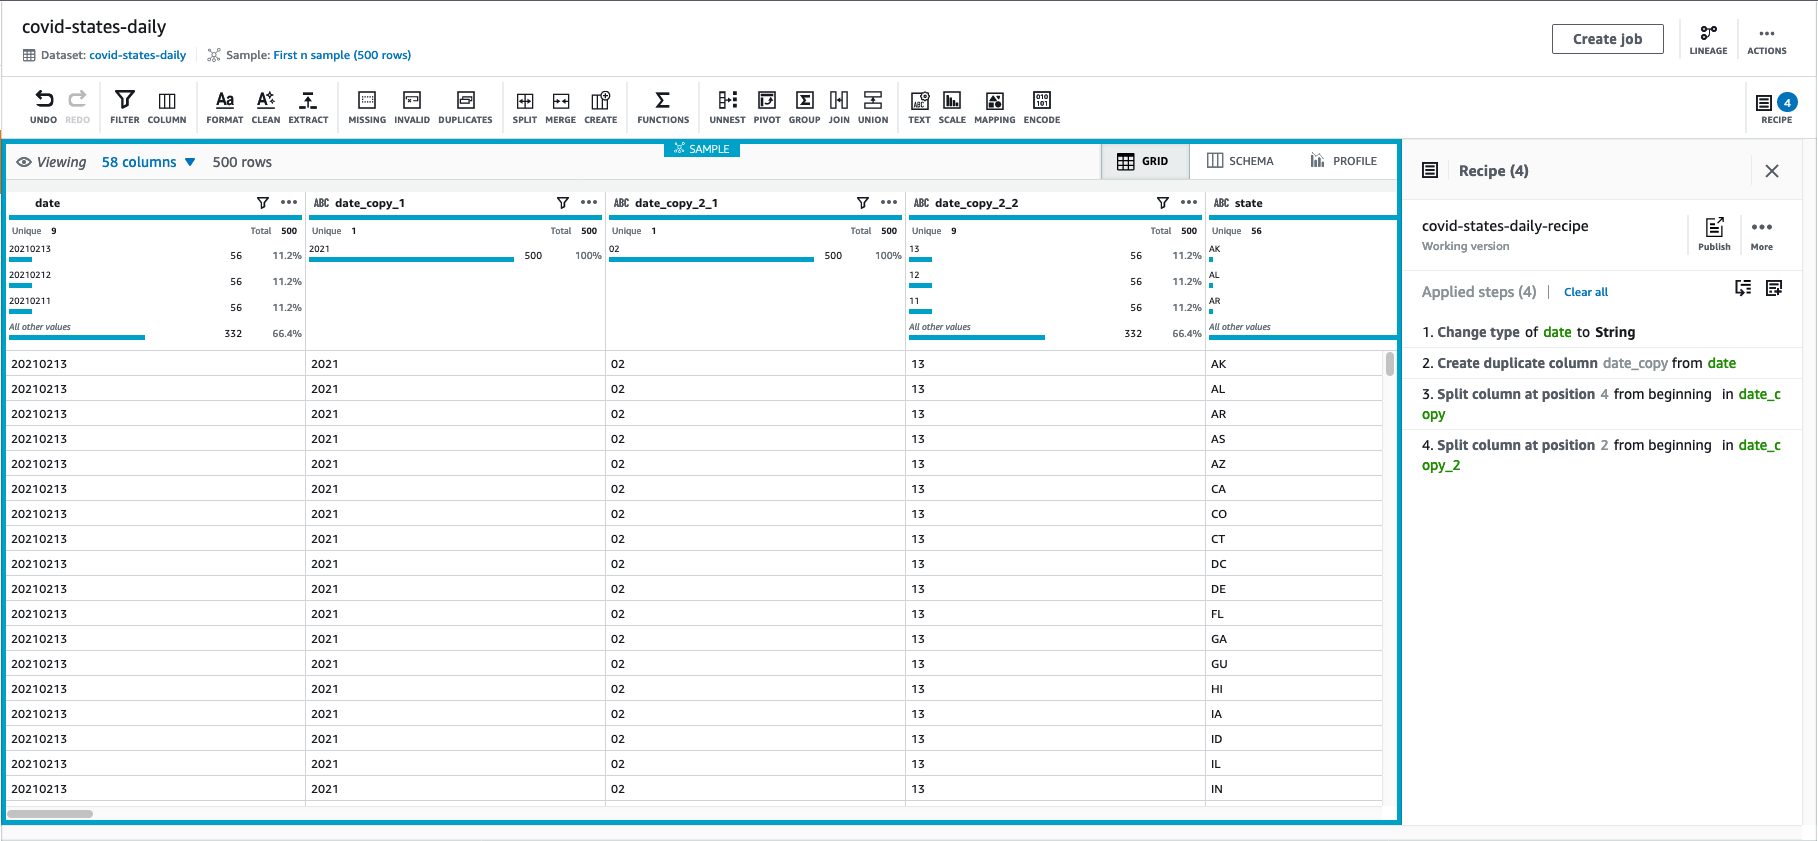 covid-states-daily
Dataset: covid-states-daily Sample: First n sample (500 rows)
Create job LINEAGE ACTIONS
UNDO REDO FILTER COLUMN FORMAT CLEAN EXTRACT MISSING INVALID DUPLICATES SPLIT MERGE CREATE FUNCTIONS UNNEST PIVOT GROUP JOIN UNION TEXT SCALE MAPPING ENCODE 4 RECIPE
SAMPLE
Viewing 58 columns 500 rows GRID SCHEMA PROFILE
date ABC date_copy_1 ABC date_copy_2_1 ABC date_copy_2_2 ABC state
Unique 9 Total 500 Unique 1 Total 500 Unique 1 Total 500 Unique 9 Total 500 Unique 56
20210213 56 11.2% 2021 500 100% 02 500 100% 13 56 11.2% AK
20210212 56 11.2% 12 56 11.2% AL
20210211 56 11.2% 11 56 11.2% AR
All other values 332 66.4% All other values 332 66.4% All other values
20210213 2021 02 13 AK
20210213 2021 02 13 AL
20210213 2021 02 13 AR
20210213 2021 02 13 AS
20210213 2021 02 13 AZ
20210213 2021 02 13 CA
20210213 2021 02 13 CO
20210213 2021 02 13 CT
20210213 2021 02 13 DC
20210213 2021 02 13 DE
20210213 2021 02 13 FL
20210213 2021 02 13 GA
20210213 2021 02 13 GU
20210213 2021 02 13 HI
20210213 2021 02 13 IA
20210213 2021 02 13 ID
20210213 2021 02 13 IL
20210213 2021 02 13 IN
Recipe (4)
covid-states-daily-recipe
Working version
Publish More
Applied steps (4) | Clear all
1. Change type of date to String
2. Create duplicate column date_copy from date
3. Split column at position 4 from beginning in date_c
opy
4. Split column at position 2 from beginning in date_c
opy_2